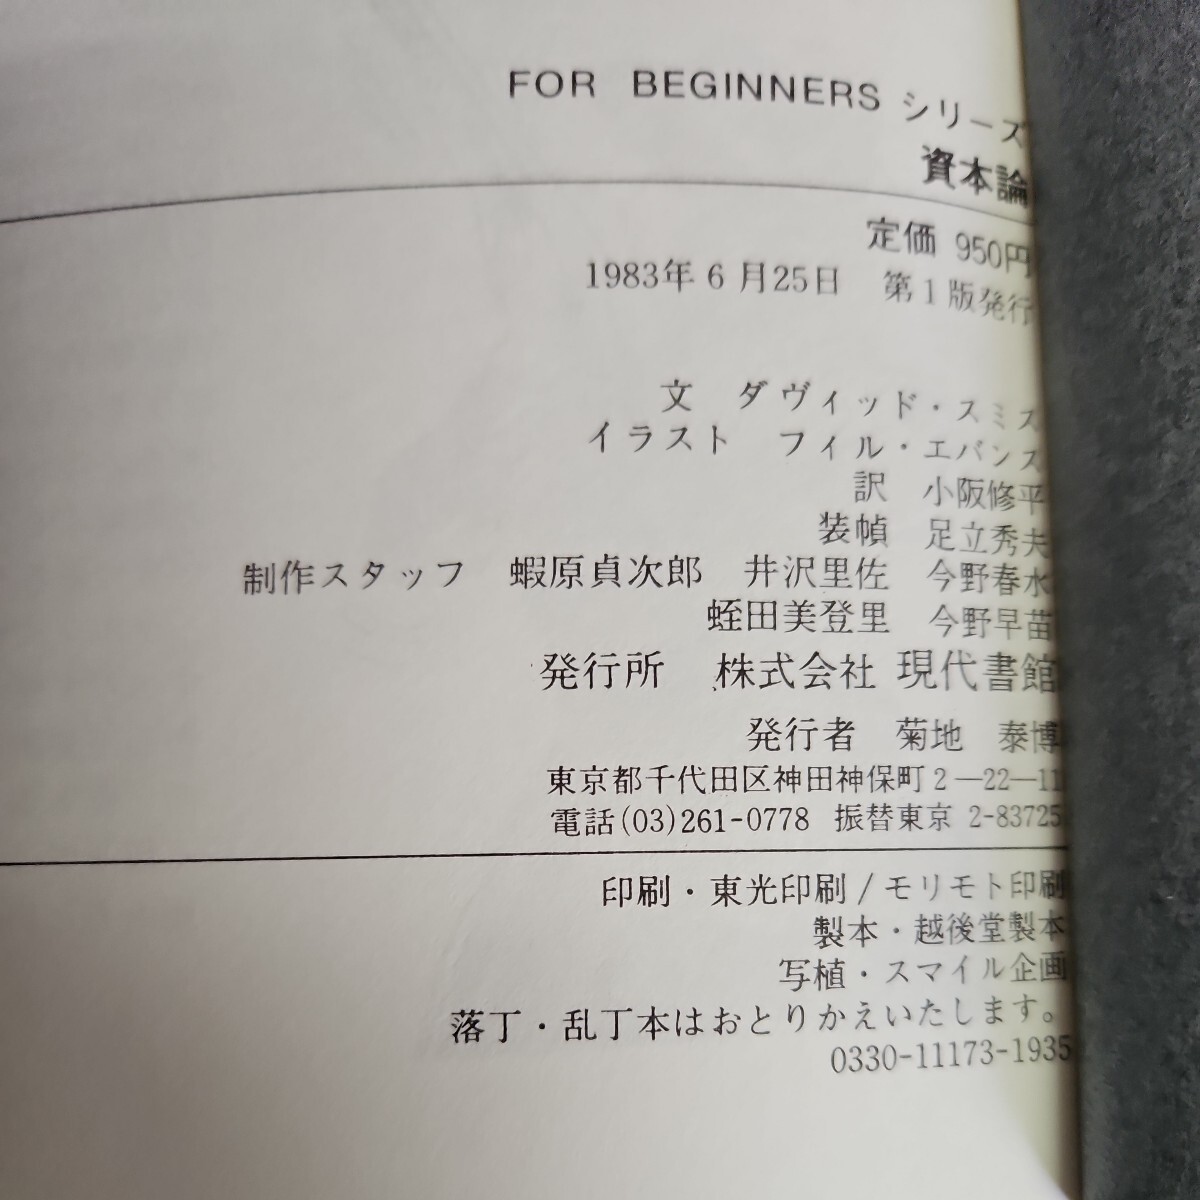 FOR BEGINNERS シリーズ
資本論
定価 950円
1983年6月25日 第1版発行
文 ダヴィッド・スミス
イラスト フィル・エバンス
訳 小阪修平
装幀 足立秀夫
制作スタッフ 蝦原貞次郎 井沢里佐 今野春水
蛭田美登里 今野早苗
発行所 株式会社 現代書館
発行者 菊地 泰博
東京都千代田区神田神保町2―22―11
電話(03)261-0778 振替東京 2-83725
印刷・東光印刷/モリモト印刷
製本・越後堂製本
写植・スマイル企画
落丁・乱丁本はおとりかえいたします。
0330-11173-1935